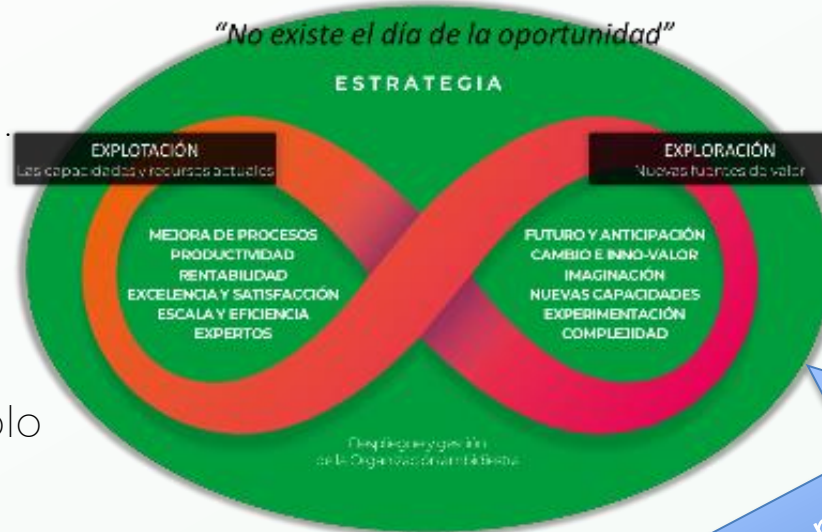 “No existe el día de la oportunidad”
ESTRATEGIA
EXPLOTACIÓN
Las capacidades y recursos actuales
EXPLORACIÓN
Nuevas fuentes de valor
MEJORA DE PROCESOS
PRODUCTIVIDAD
RENTABILIDAD
EXCELENCIA Y SATISFACCIÓN
ESCALA Y EFICIENCIA
EXPERTOS
FUTURO Y ANTICIPACIÓN
CAMBIO E INNO-VALOR
IMAGINACIÓN
NUEVAS CAPACIDADES
EXPERIMENTACIÓN
COMPLEJIDAD
Despliegue y gestión
de la Organización ambidiestra